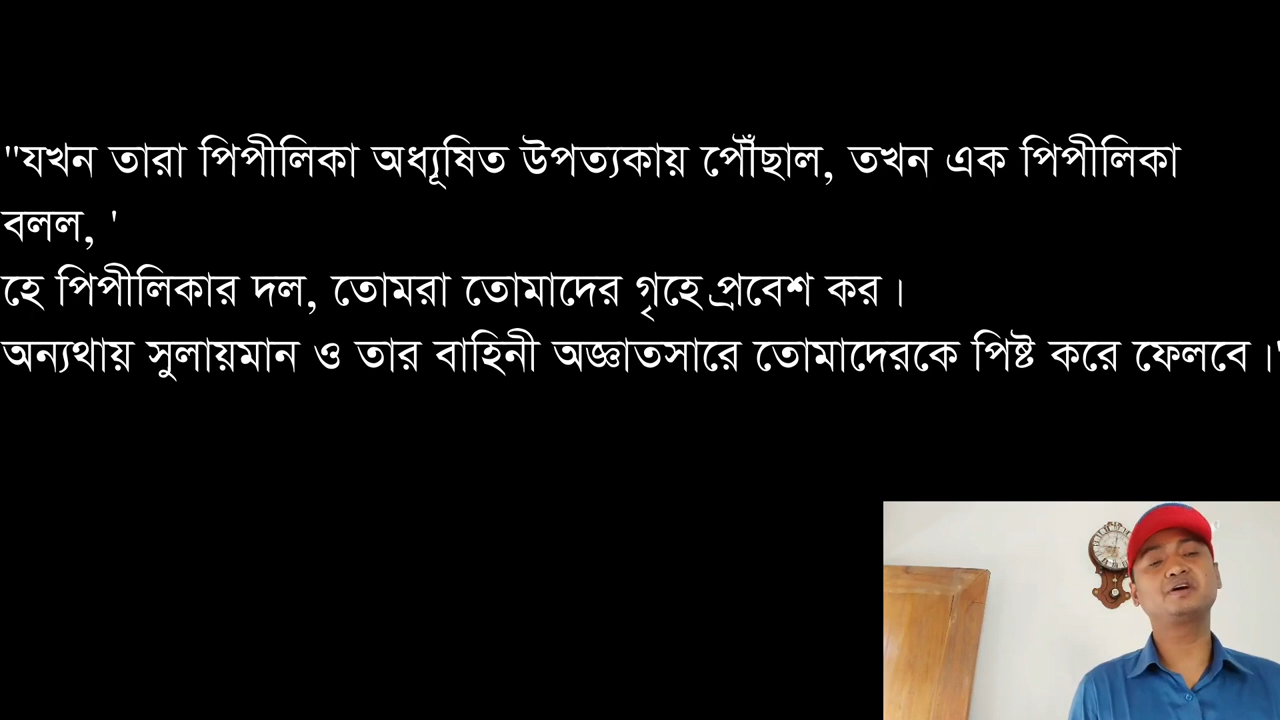 "যখন তারা পিপীলিকা অধ্যূষিত উপত্যকায় পৌঁছাল, তখন এক পিপীলিকা
বলল, '
হে পিপীলিকার দল, তোমরা তোমাদের গৃহে প্রবেশ কর।
অন্যথায় সুলায়মান ও তার বাহিনী অজ্ঞাতসারে তোমাদেরকে পিষ্ট করে ফেলবে।'